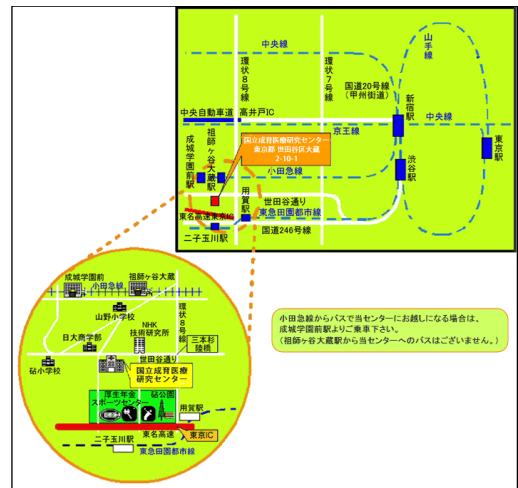 中央線
山手線
環状8号線
環状7号線
国道20号線
(甲州街道)
新宿駅
中央自動車道
高井戸IC
中央線
京王線
成城学園前駅
祖師ヶ谷大蔵駅
国立成育医療研究センター
東京都 世田谷区大蔵
2-10-1
東京駅
渋谷駅
小田急線
用賀駅
世田谷通り
東名高速東京IC
東急田園都市線
二子玉川駅
国道246号線
成城学園前
祖師ヶ谷大蔵
小田急線
山野小学校
環状8号線
NHK
技術研究所
日大商学部
三本杉
陸橋
砧小学校
世田谷通り
国立成育医療
研究センター
厚生年金
スポーツセンター
砧公園
用賀駅
東名高速
東京IC
二子玉川駅
東急田園都市線
小田急線からバスで当センターにお越しになる場合は、
成城学園前駅よりご乗車下さい。
(祖師ヶ谷大蔵駅から当センターへのバスはございません。)